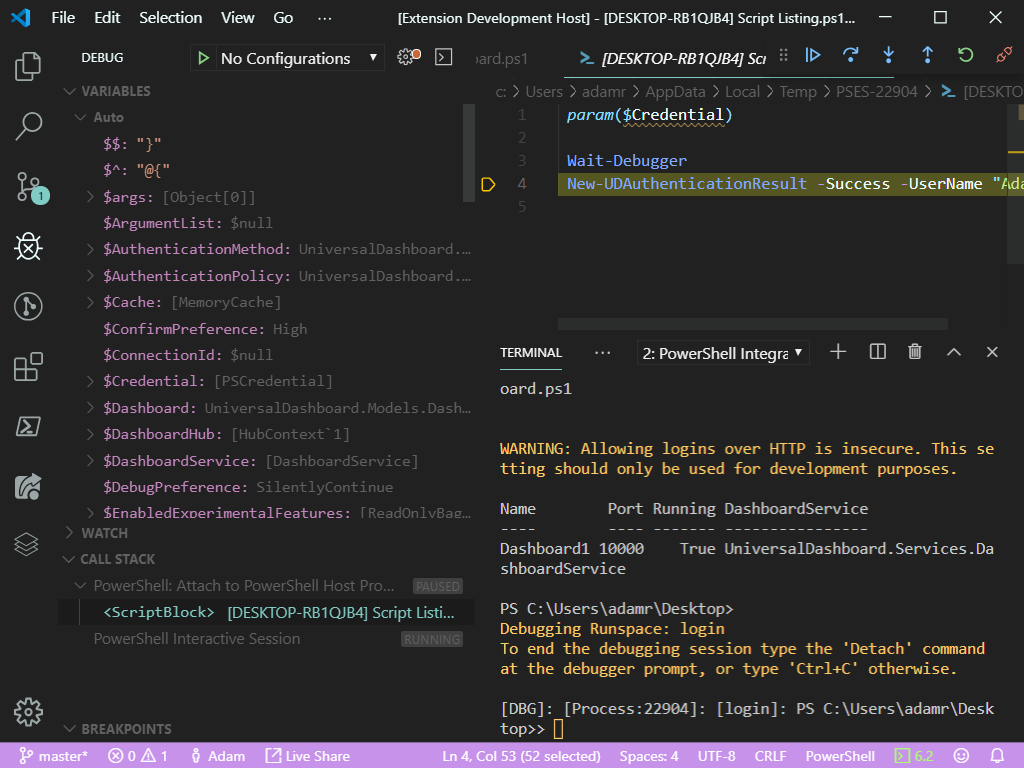 File Edit Selection View Go ··· [Extension Development Host] - [DESKTOP-RB1QJB4] Script Listing.ps1...
DEBUG
No Configurations
oard.ps1
[DESKTOP-RB1QJB4] Scr
VARIABLES
Auto
$$: "}"
$^: "@{"
$args: [Object[0]]
$ArgumentList: $null
$AuthenticationMethod: UniversalDashboard.…
$AuthenticationPolicy: UniversalDashboard.…
$Cache: [MemoryCache]
$ConfirmPreference: High
$ConnectionId: $null
$Credential: [PSCredential]
$Dashboard: UniversalDashboard.Models.Dash…
$DashboardHub: [HubContext`1]
$DashboardService: [DashboardService]
$DebugPreference: SilentlyContinue
$EnabledExperimentalFeatures: [ReadOnlyBag…
WATCH
CALL STACK
PowerShell: Attach to PowerShell Host Pro... PAUSED
<ScriptBlock> [DESKTOP-RB1QJB4] Script Listi...
PowerShell Interactive Session RUNNING
BREAKPOINTS
1
c: > Users > adamr > AppData > Local > Temp > PSES-22904 > [DESKTO
1 param($Credential)
2
3 Wait-Debugger
4 New-UDAuthenticationResult -Success -UserName "Ada
5
TERMINAL ··· 2: PowerShell Integra
oard.ps1
WARNING: Allowing logins over HTTP is insecure. This se
tting should only be used for development purposes.
Name Port Running DashboardService
---- ---- ------- ----------------
Dashboard1 10000 True UniversalDashboard.Services.Da
shboardService
PS C:\Users\adamr\Desktop>
Debugging Runspace: login
To end the debugging session type the 'Detach' command
at the debugger prompt, or type 'Ctrl+C' otherwise.
[DBG]: [Process:22904]: [login]: PS C:\Users\adamr\Desk
top>>
master* 0 1 Adam Live Share Ln 4, Col 53 (52 selected) Spaces: 4 UTF-8 CRLF PowerShell 6.2